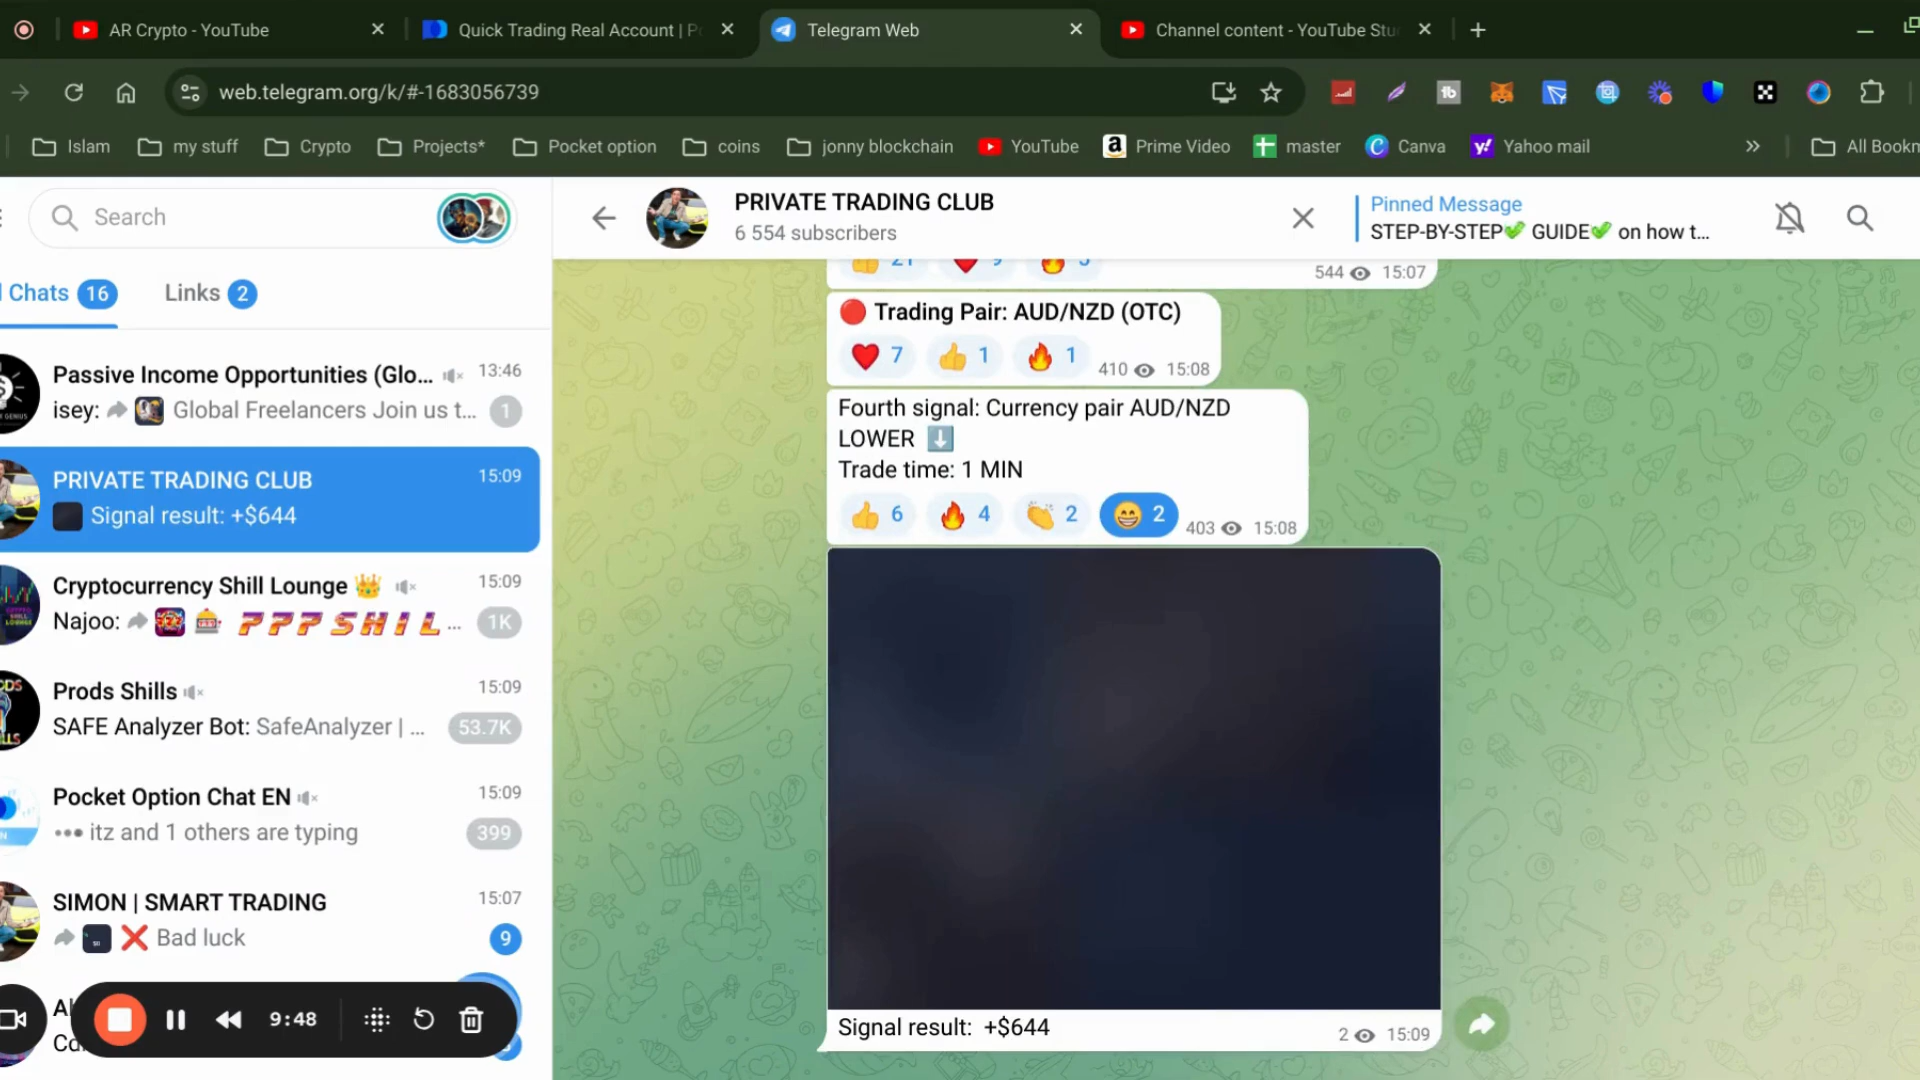 AR Crypto - YouTube
Quick Trading Real Account |
Telegram Web
Channel content - YouTube
web.telegram.org/k/#-1683056739
Islam
my stuff
Crypto
Projects*
Pocket option
coins
jonny blockchain
YouTube
Prime Video
master
Canva
Yahoo mail
All
Search
PRIVATE TRADING CLUB
6 554 subscribers
Pinned Message
STEP-BY-STEP GUIDE on how t...
Chats 16
Links 2
Passive Income Opportunities (Glo... 13:46
isey: Global Freelancers Join us t... 1
PRIVATE TRADING CLUB 15:09
Signal result: +$644
Cryptocurrency Shill Lounge 15:09
Najoo: 777 SHIL... 1K
Prods Shills 15:09
SAFE Analyzer Bot: SafeAnalyzer | ... 53.7K
Pocket Option Chat EN 15:09
itz and 1 others are typing 399
SIMON | SMART TRADING 15:07
Bad luck 9
9:48
21 9
544 15:07
Trading Pair: AUD/NZD (OTC)
7 1 1 410 15:08
Fourth signal: Currency pair AUD/NZD
LOWER
Trade time: 1 MIN
6 4 2 2 403 15:08
Signal result: +$644
2 15:09